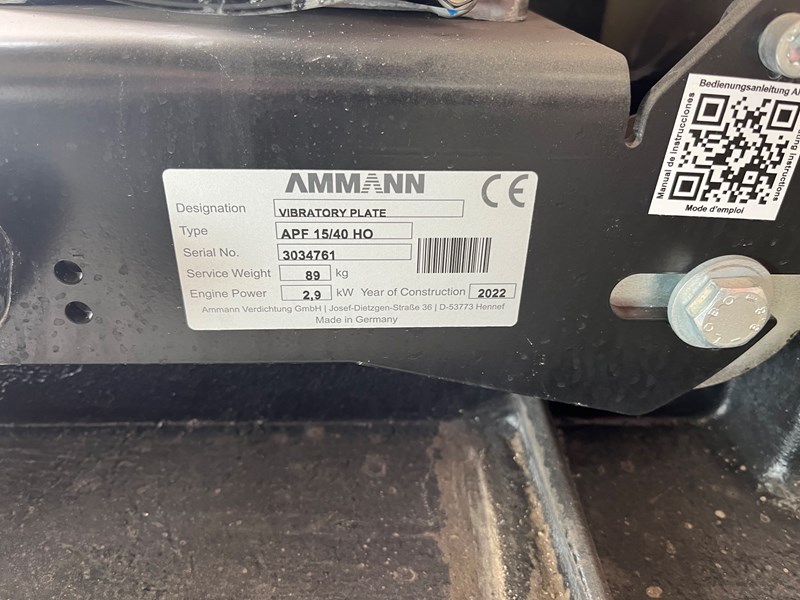 AMMANN CE
Designation VIBRATORY PLATE
Type APF 15/40 HO
Serial No. 3034761
Service Weight 89 kg
Engine Power 2,9 kW Year of Construction 2022
Ammann Verdichtung GmbH | Josef-Dietzgen-Straße 36 | D-53773 Hennef
Made in Germany
Bedienungsanleitung
Manual de instrucciones
instructions
Mode d'emploi